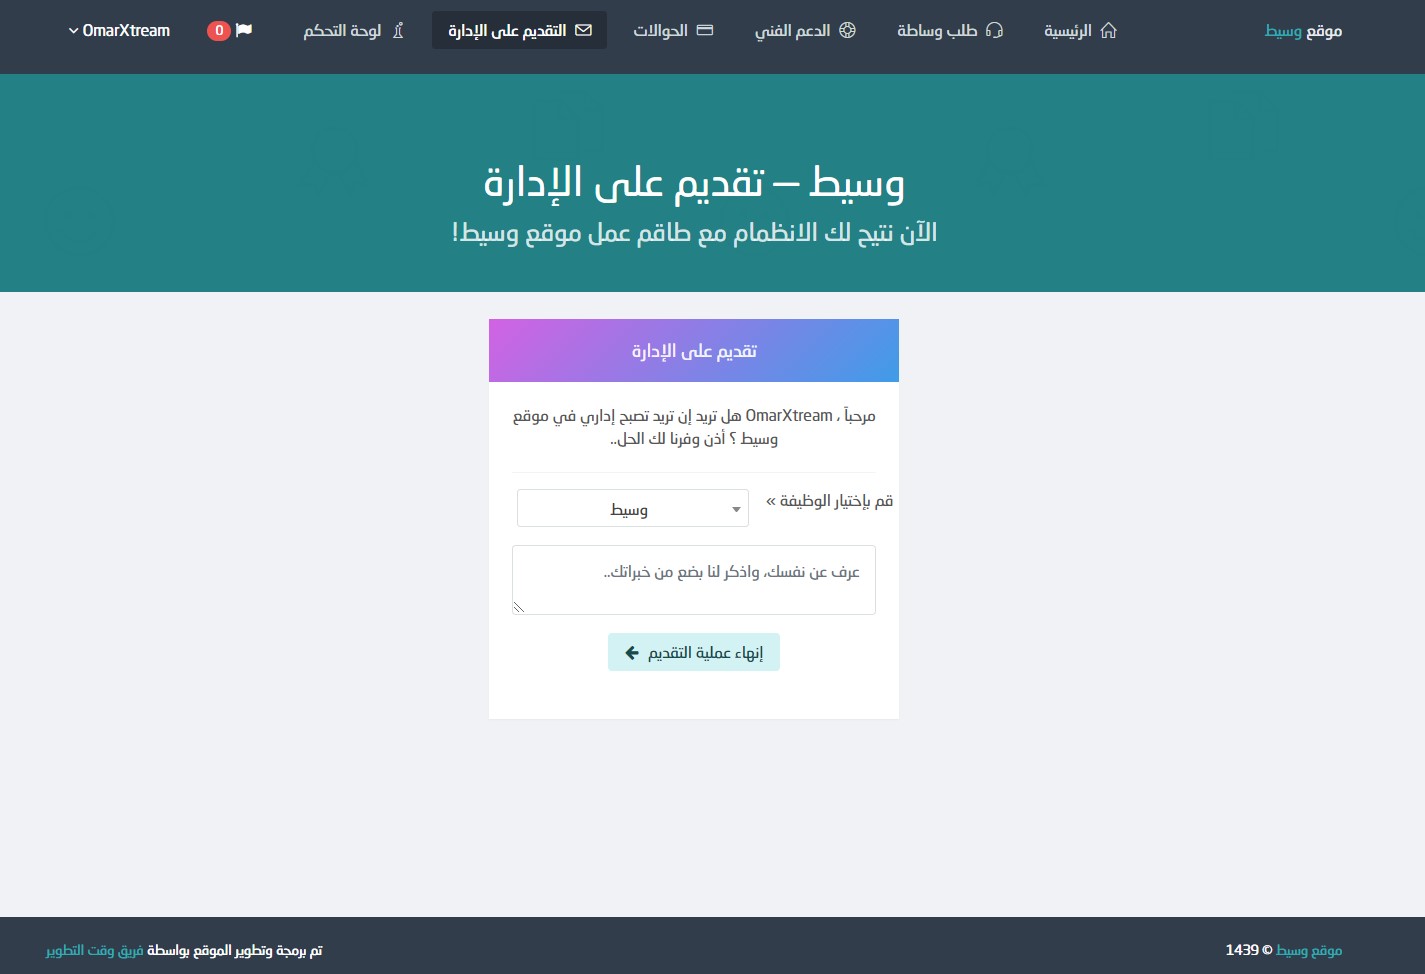 موقع وسيط
الرئيسية
طلب وساطة
الدعم الفني
الحوالات
التقديم على الإدارة
لوحة التحكم
0
OmarXtream
وسيط – تقديم على الإدارة
الآن نتيح لك الانظمام مع طاقم عمل موقع وسيط!
تقديم على الإدارة
مرحباً ، OmarXtream هل تريد إن تريد تصبح إداري في موقع
وسيط ؟ أذن وفرنا لك الحل..
قم بإختيار الوظيفة »
وسيط
عرف عن نفسك، واذكر لنا بضع من خبراتك..
إنهاء عملية التقديم
موقع وسيط © 1439
تم برمجة وتطوير الموقع بواسطة فريق وقت التطوير